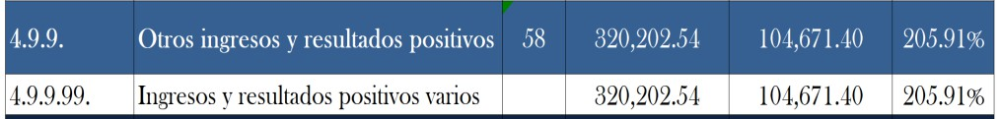 4.9.9. Otros ingresos y resultados positivos 58 320,202.54 104,671.40 205.91%
4.9.9.99. Ingresos y resultados positivos varios 320,202.54 104,671.40 205.91%